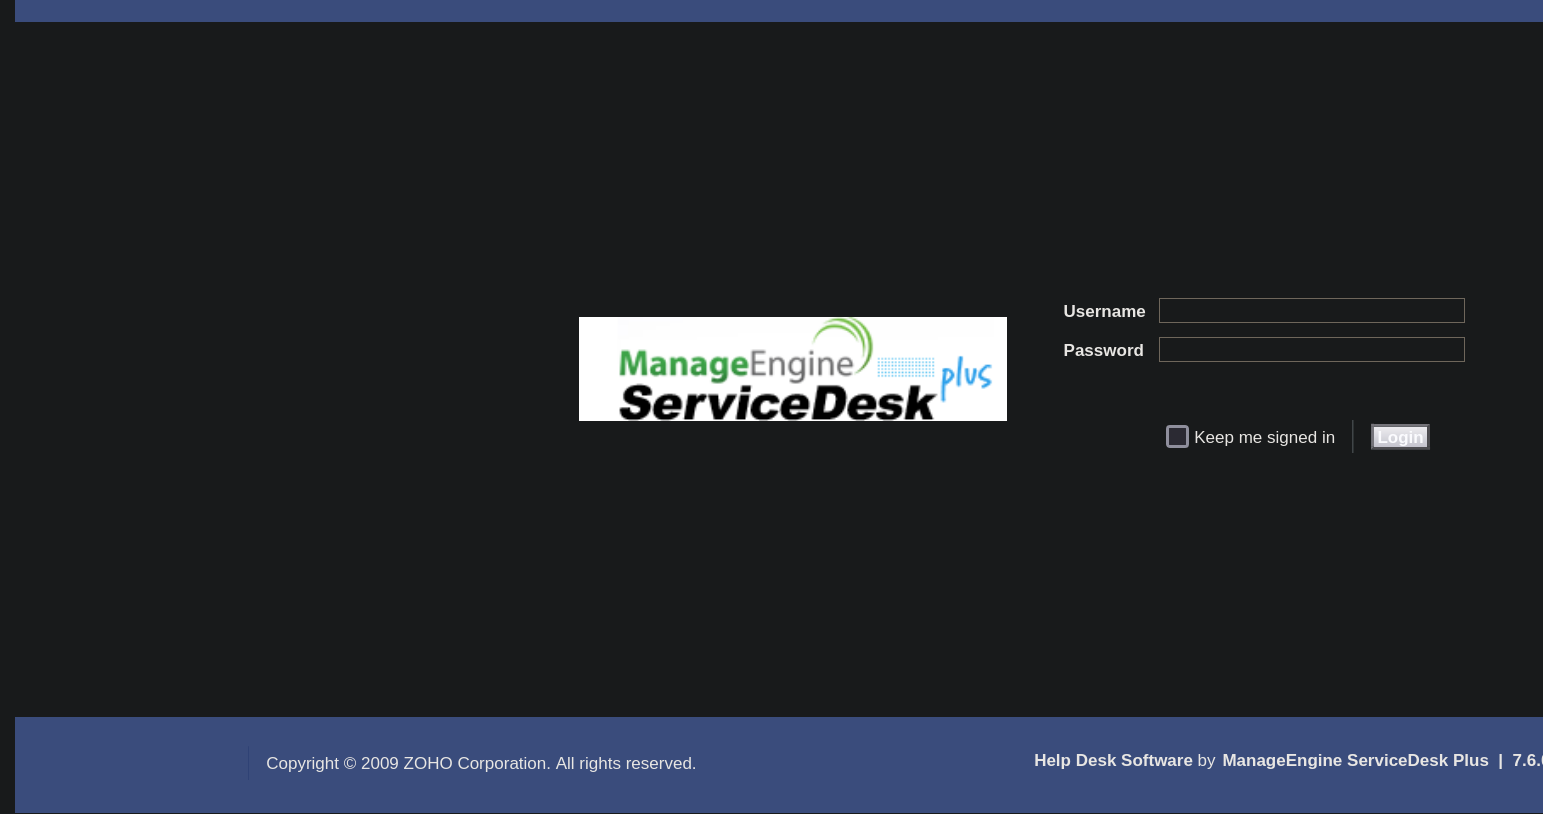 ManageEngine
ServiceDesk plus
Username
Password
Keep me signed in
Login
Copyright © 2009 ZOHO Corporation. All rights reserved.
Help Desk Software by ManageEngine ServiceDesk Plus | 7.6.